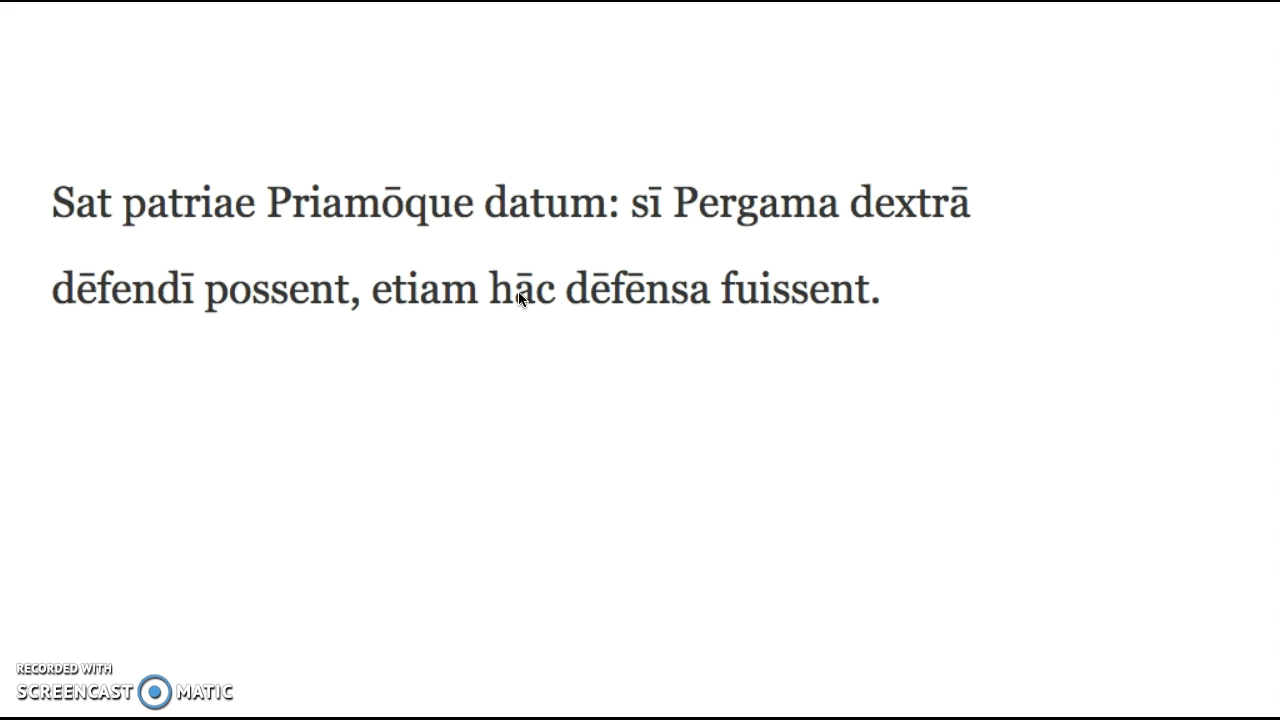 Sat patriae Priamōque datum: sī Pergama dextrā
dēfendī possent, etiam hāc dēfēnsa fuissent.
RECORDED WITH
SCREENCAST MATIC